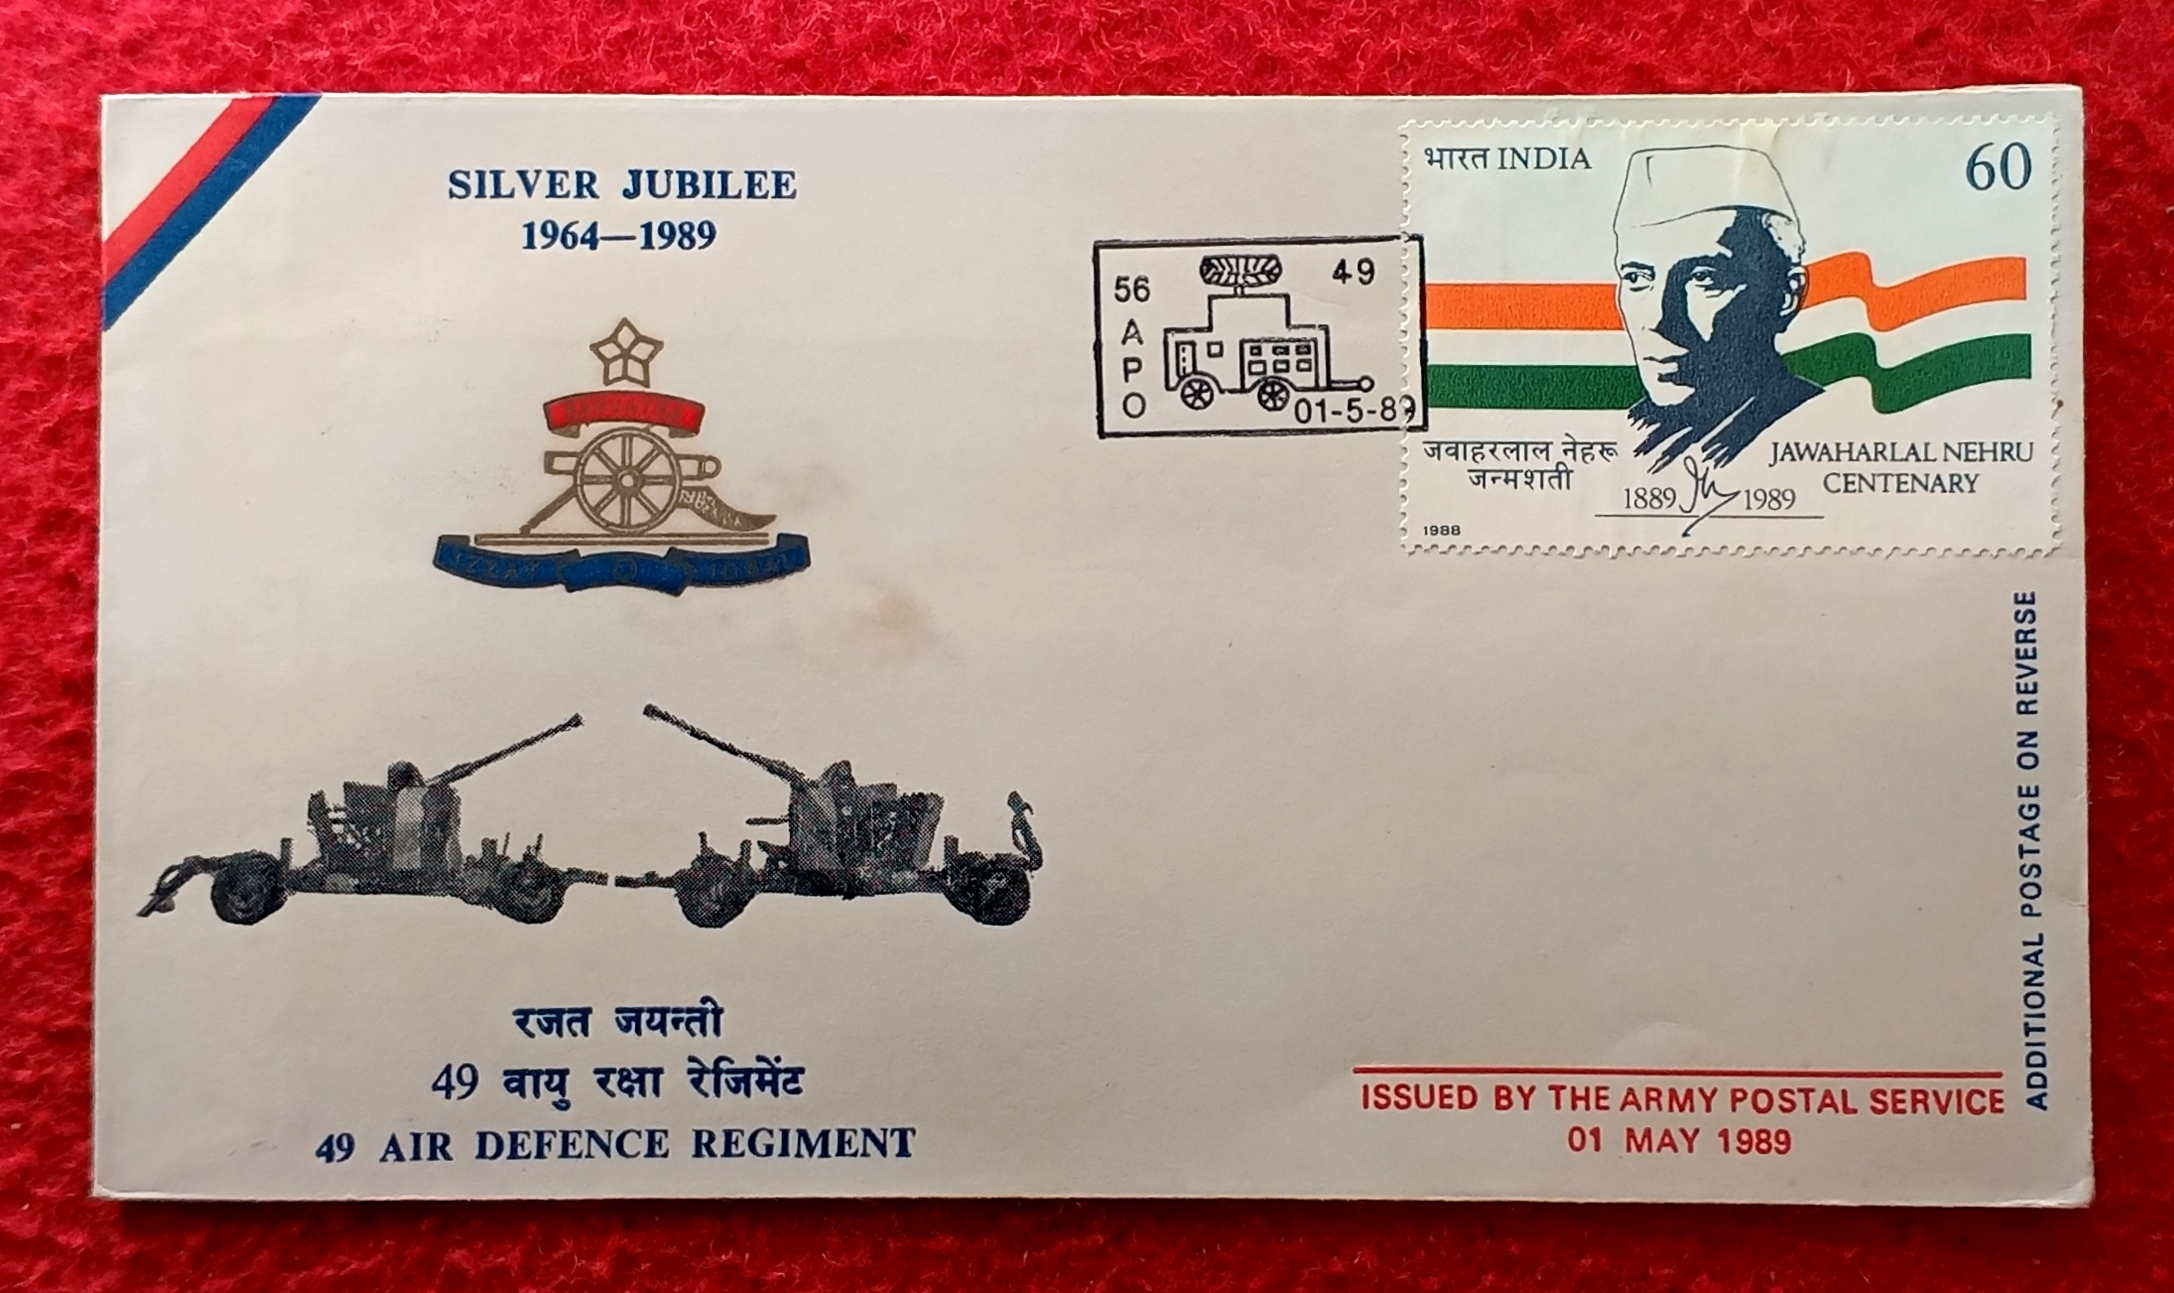 SILVER JUBILEE
1964—1989
IZZAT O IQBAL
रजत जयन्ती
49 वायु रक्षा रेजिमेंट
49 AIR DEFENCE REGIMENT
56 49
A
P
O
01-5-89
भारत INDIA 60
जवाहरलाल नेहरू
जन्मशती
JAWAHARLAL NEHRU
CENTENARY
1889 1989
1988
ADDITIONAL POSTAGE ON REVERSE
ISSUED BY THE ARMY POSTAL SERVICE
01 MAY 1989